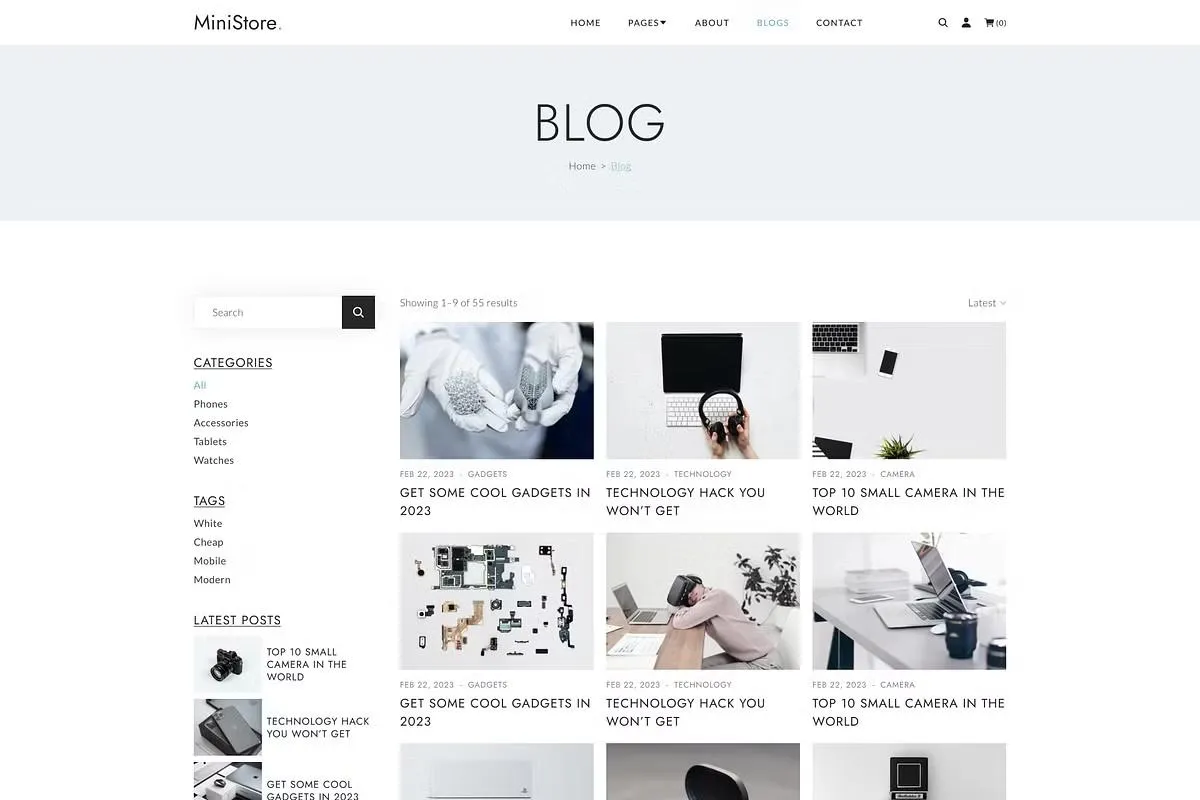 MiniStore.
HOME PAGES ABOUT BLOGS CONTACT (0)
BLOG
Home > Blog
Search
CATEGORIES
All
Phones
Accessories
Tablets
Watches
TAGS
White
Cheap
Mobile
Modern
LATEST POSTS
TOP 10 SMALL
CAMERA IN THE
WORLD
TECHNOLOGY HACK
YOU WON'T GET
GET SOME COOL
GADGETS IN 2023
Showing 1–9 of 55 results
Latest
FEB 22, 2023 - GADGETS
GET SOME COOL GADGETS IN
2023
FEB 22, 2023 - TECHNOLOGY
TECHNOLOGY HACK YOU
WON'T GET
FEB 22, 2023 - CAMERA
TOP 10 SMALL CAMERA IN THE
WORLD
FEB 22, 2023 - GADGETS
GET SOME COOL GADGETS IN
2023
FEB 22, 2023 - TECHNOLOGY
TECHNOLOGY HACK YOU
WON'T GET
FEB 22, 2023 - CAMERA
TOP 10 SMALL CAMERA IN THE
WORLD